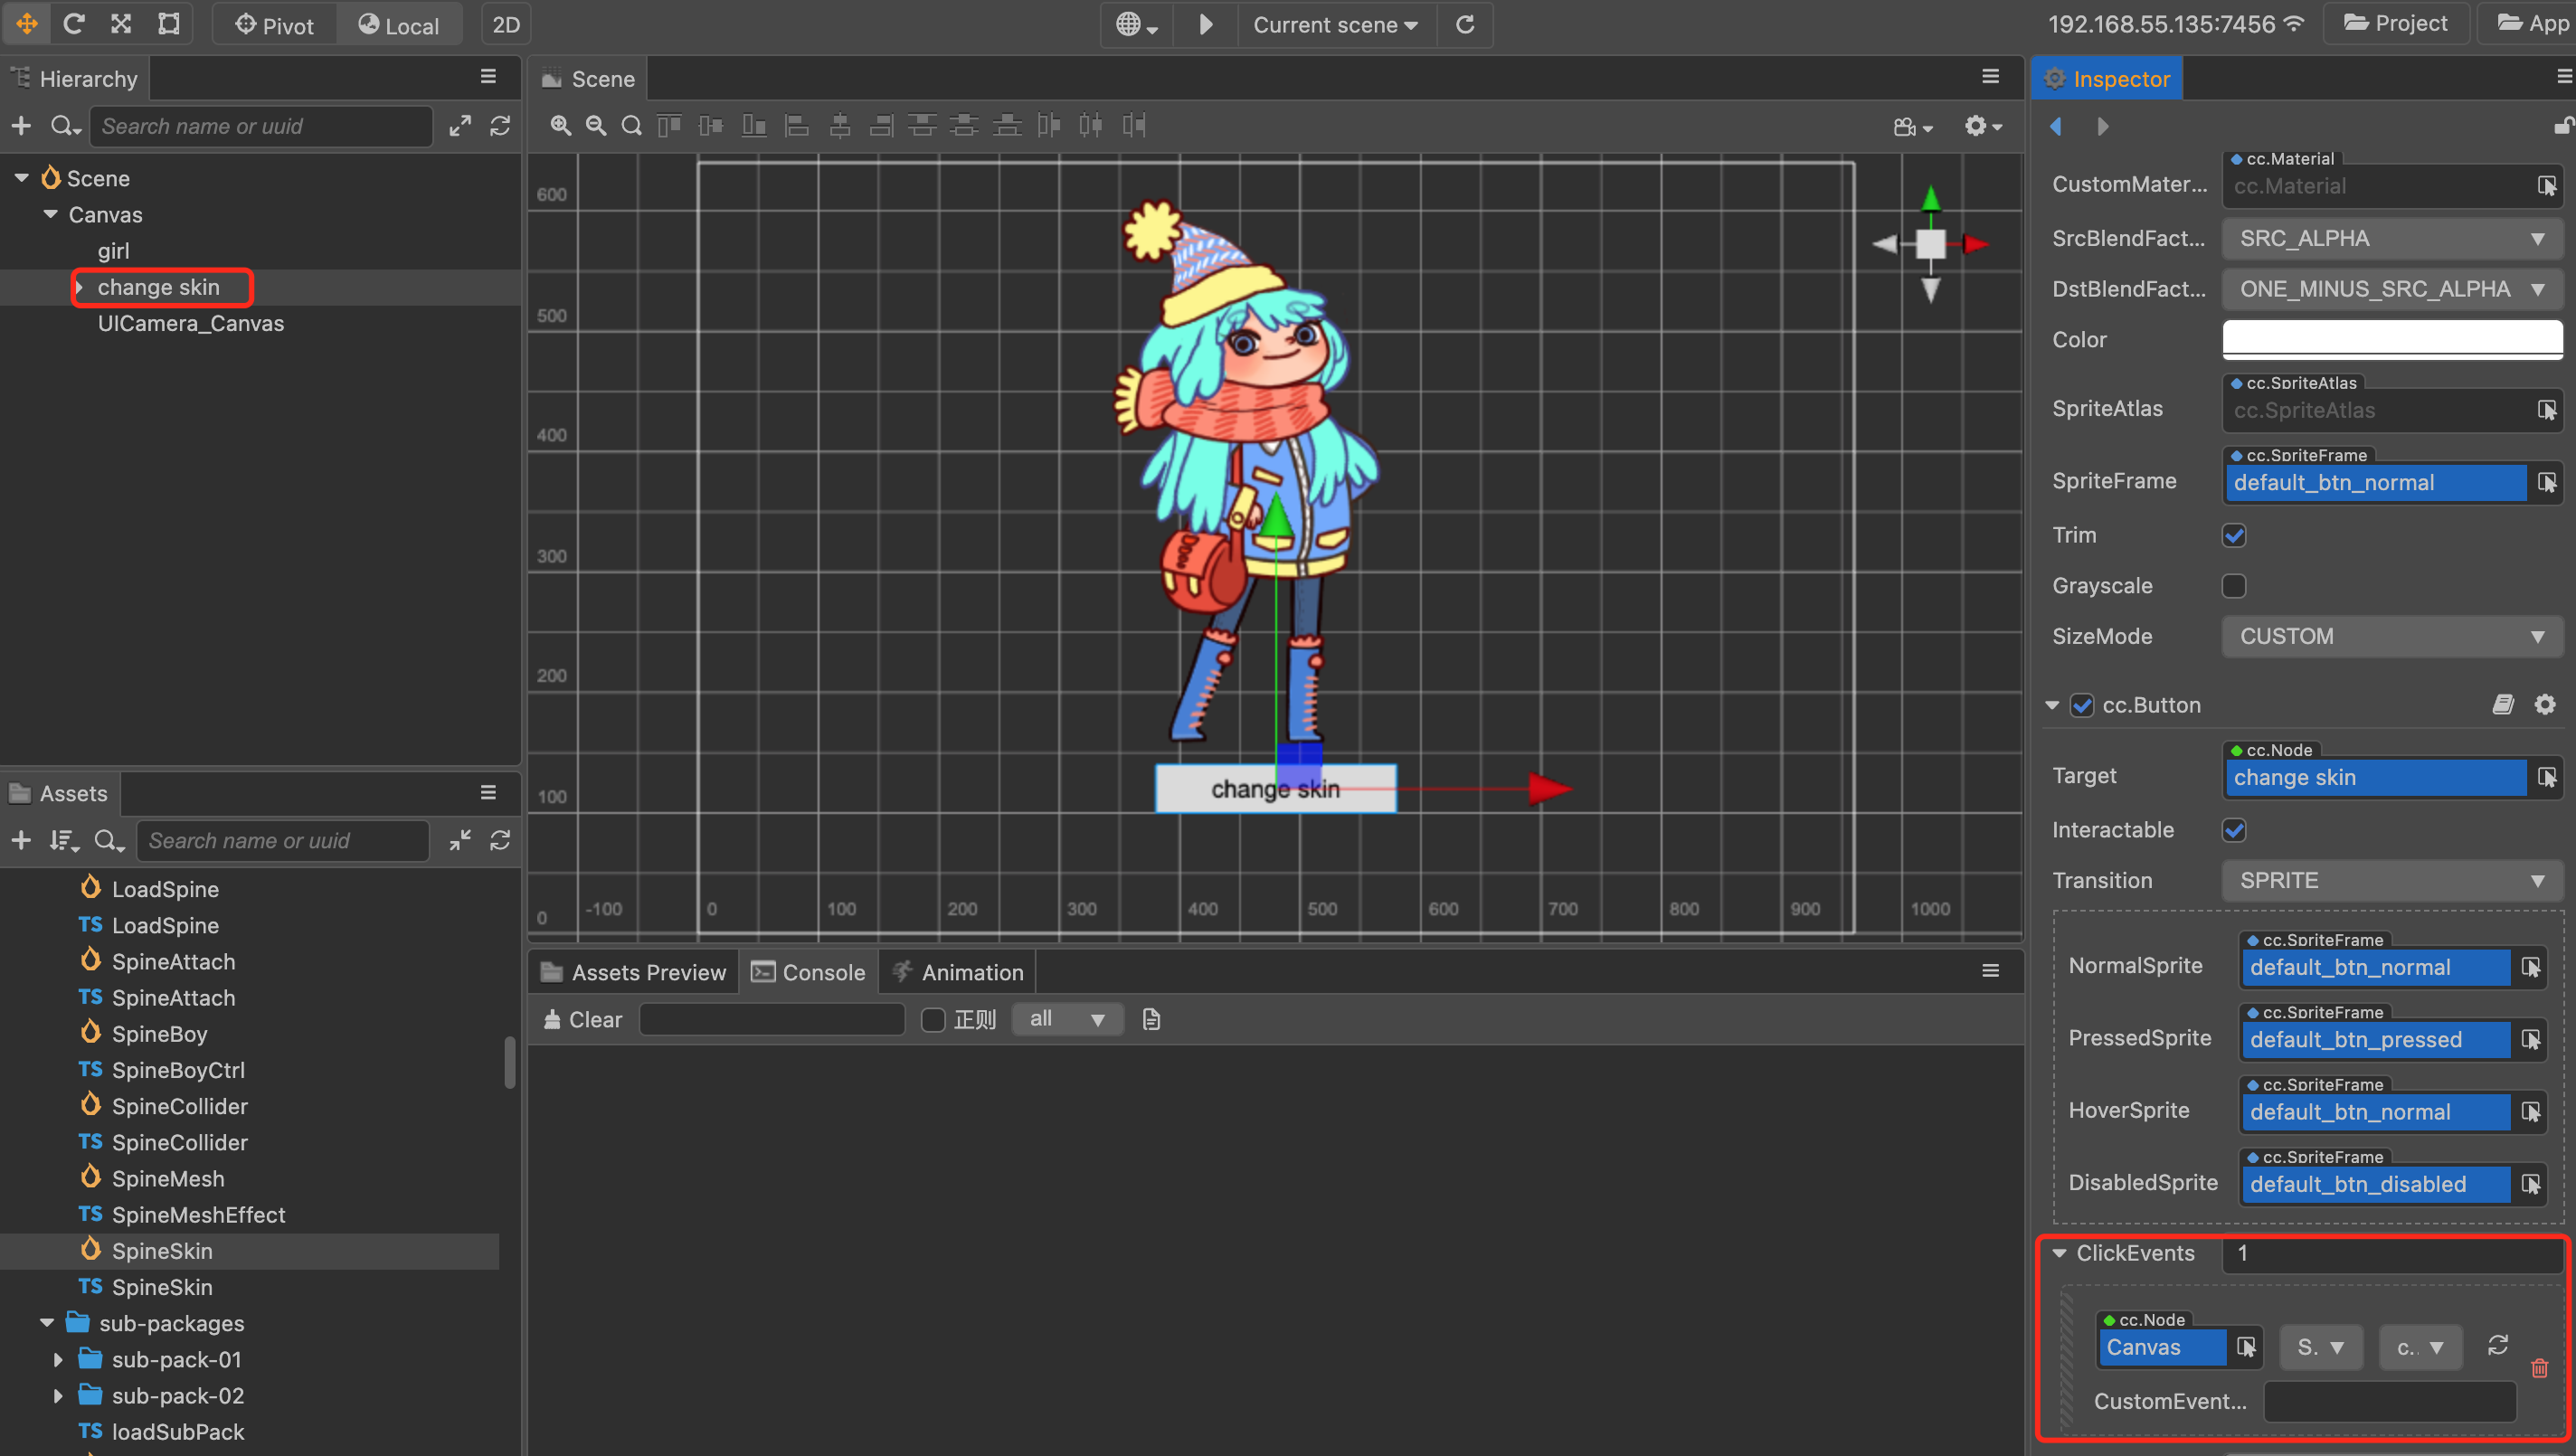 Pivot
Local
2D
Current scene
192.168.55.135:7456
Project
App
Hierarchy
Search name or uuid
Scene
Canvas
girl
change skin
UICamera_Canvas
Assets
Search name or uuid
LoadSpine
TS LoadSpine
SpineAttach
TS SpineAttach
SpineBoy
TS SpineBoyCtrl
SpineCollider
TS SpineCollider
SpineMesh
TS SpineMeshEffect
SpineSkin
TS SpineSkin
sub-packages
sub-pack-01
sub-pack-02
TS loadSubPack
Scene
600
500
400
300
200
100
0
-100 0 100 200 300 400 500 600 700 800 900 1000
change skin
Assets Preview
Console
Animation
Clear
正则
all
Inspector
cc.Material
CustomMater... cc.Material
SrcBlendFact... SRC_ALPHA
DstBlendFact... ONE_MINUS_SRC_ALPHA
Color
cc.SpriteAtlas
SpriteAtlas cc.SpriteAtlas
cc.SpriteFrame
SpriteFrame default_btn_normal
Trim
Grayscale
SizeMode CUSTOM
cc.Button
cc.Node
Target change skin
Interactable
Transition SPRITE
cc.SpriteFrame
NormalSprite default_btn_normal
cc.SpriteFrame
PressedSprite default_btn_pressed
cc.SpriteFrame
HoverSprite default_btn_normal
cc.SpriteFrame
DisabledSprite default_btn_disabled
ClickEvents 1
cc.Node
Canvas S. c.
CustomEvent...